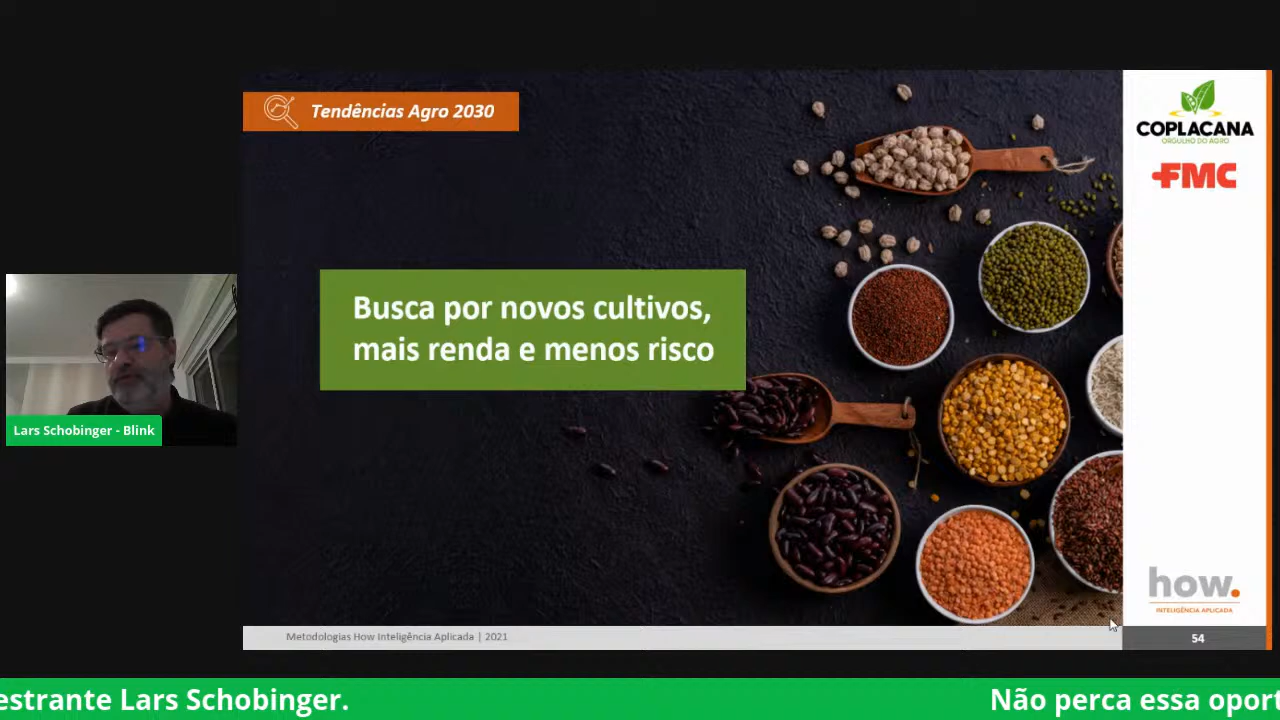 Tendências Agro 2030
COPLACANA
ORGULHO DO AGRO
FMC
Busca por novos cultivos,
mais renda e menos risco
Lars Schobinger - Blink
how.
INTELIGÊNCIA APLICADA
Metodologias How Inteligência Aplicada | 2021
54
estrante Lars Schobinger.
Não perca essa oport